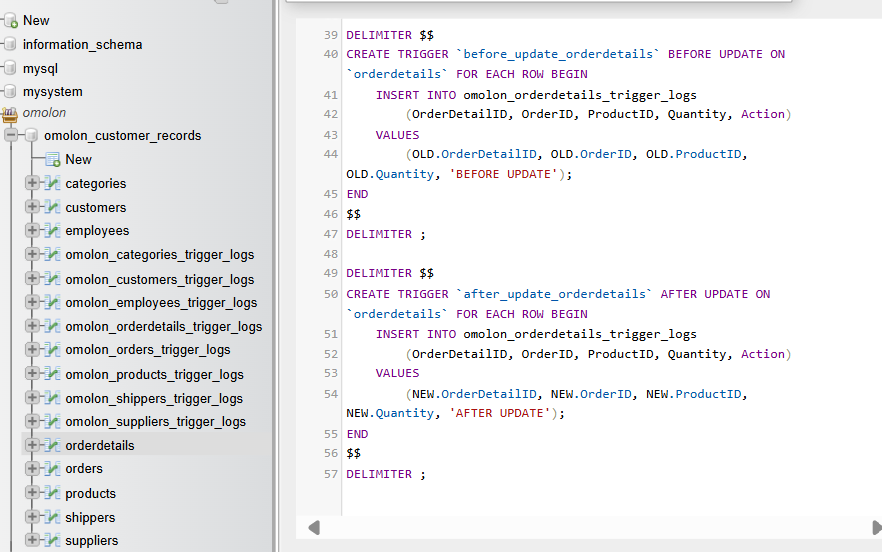 New
information_schema
mysql
mysystem
omolon
omolon_customer_records
New
categories
customers
employees
omolon_categories_trigger_logs
omolon_customers_trigger_logs
omolon_employees_trigger_logs
omolon_orderdetails_trigger_logs
omolon_orders_trigger_logs
omolon_products_trigger_logs
omolon_shippers_trigger_logs
omolon_suppliers_trigger_logs
orderdetails
orders
products
shippers
suppliers
39 DELIMITER $$
40 CREATE TRIGGER `before_update_orderdetails` BEFORE UPDATE ON
`orderdetails` FOR EACH ROW BEGIN
41 INSERT INTO omolon_orderdetails_trigger_logs
42 (OrderDetailID, OrderID, ProductID, Quantity, Action)
43 VALUES
44 (OLD.OrderDetailID, OLD.OrderID, OLD.ProductID,
OLD.Quantity, 'BEFORE UPDATE');
45 END
46 $$
47 DELIMITER ;
48
49 DELIMITER $$
50 CREATE TRIGGER `after_update_orderdetails` AFTER UPDATE ON
`orderdetails` FOR EACH ROW BEGIN
51 INSERT INTO omolon_orderdetails_trigger_logs
52 (OrderDetailID, OrderID, ProductID, Quantity, Action)
53 VALUES
54 (NEW.OrderDetailID, NEW.OrderID, NEW.ProductID,
NEW.Quantity, 'AFTER UPDATE');
55 END
56 $$
57 DELIMITER ;